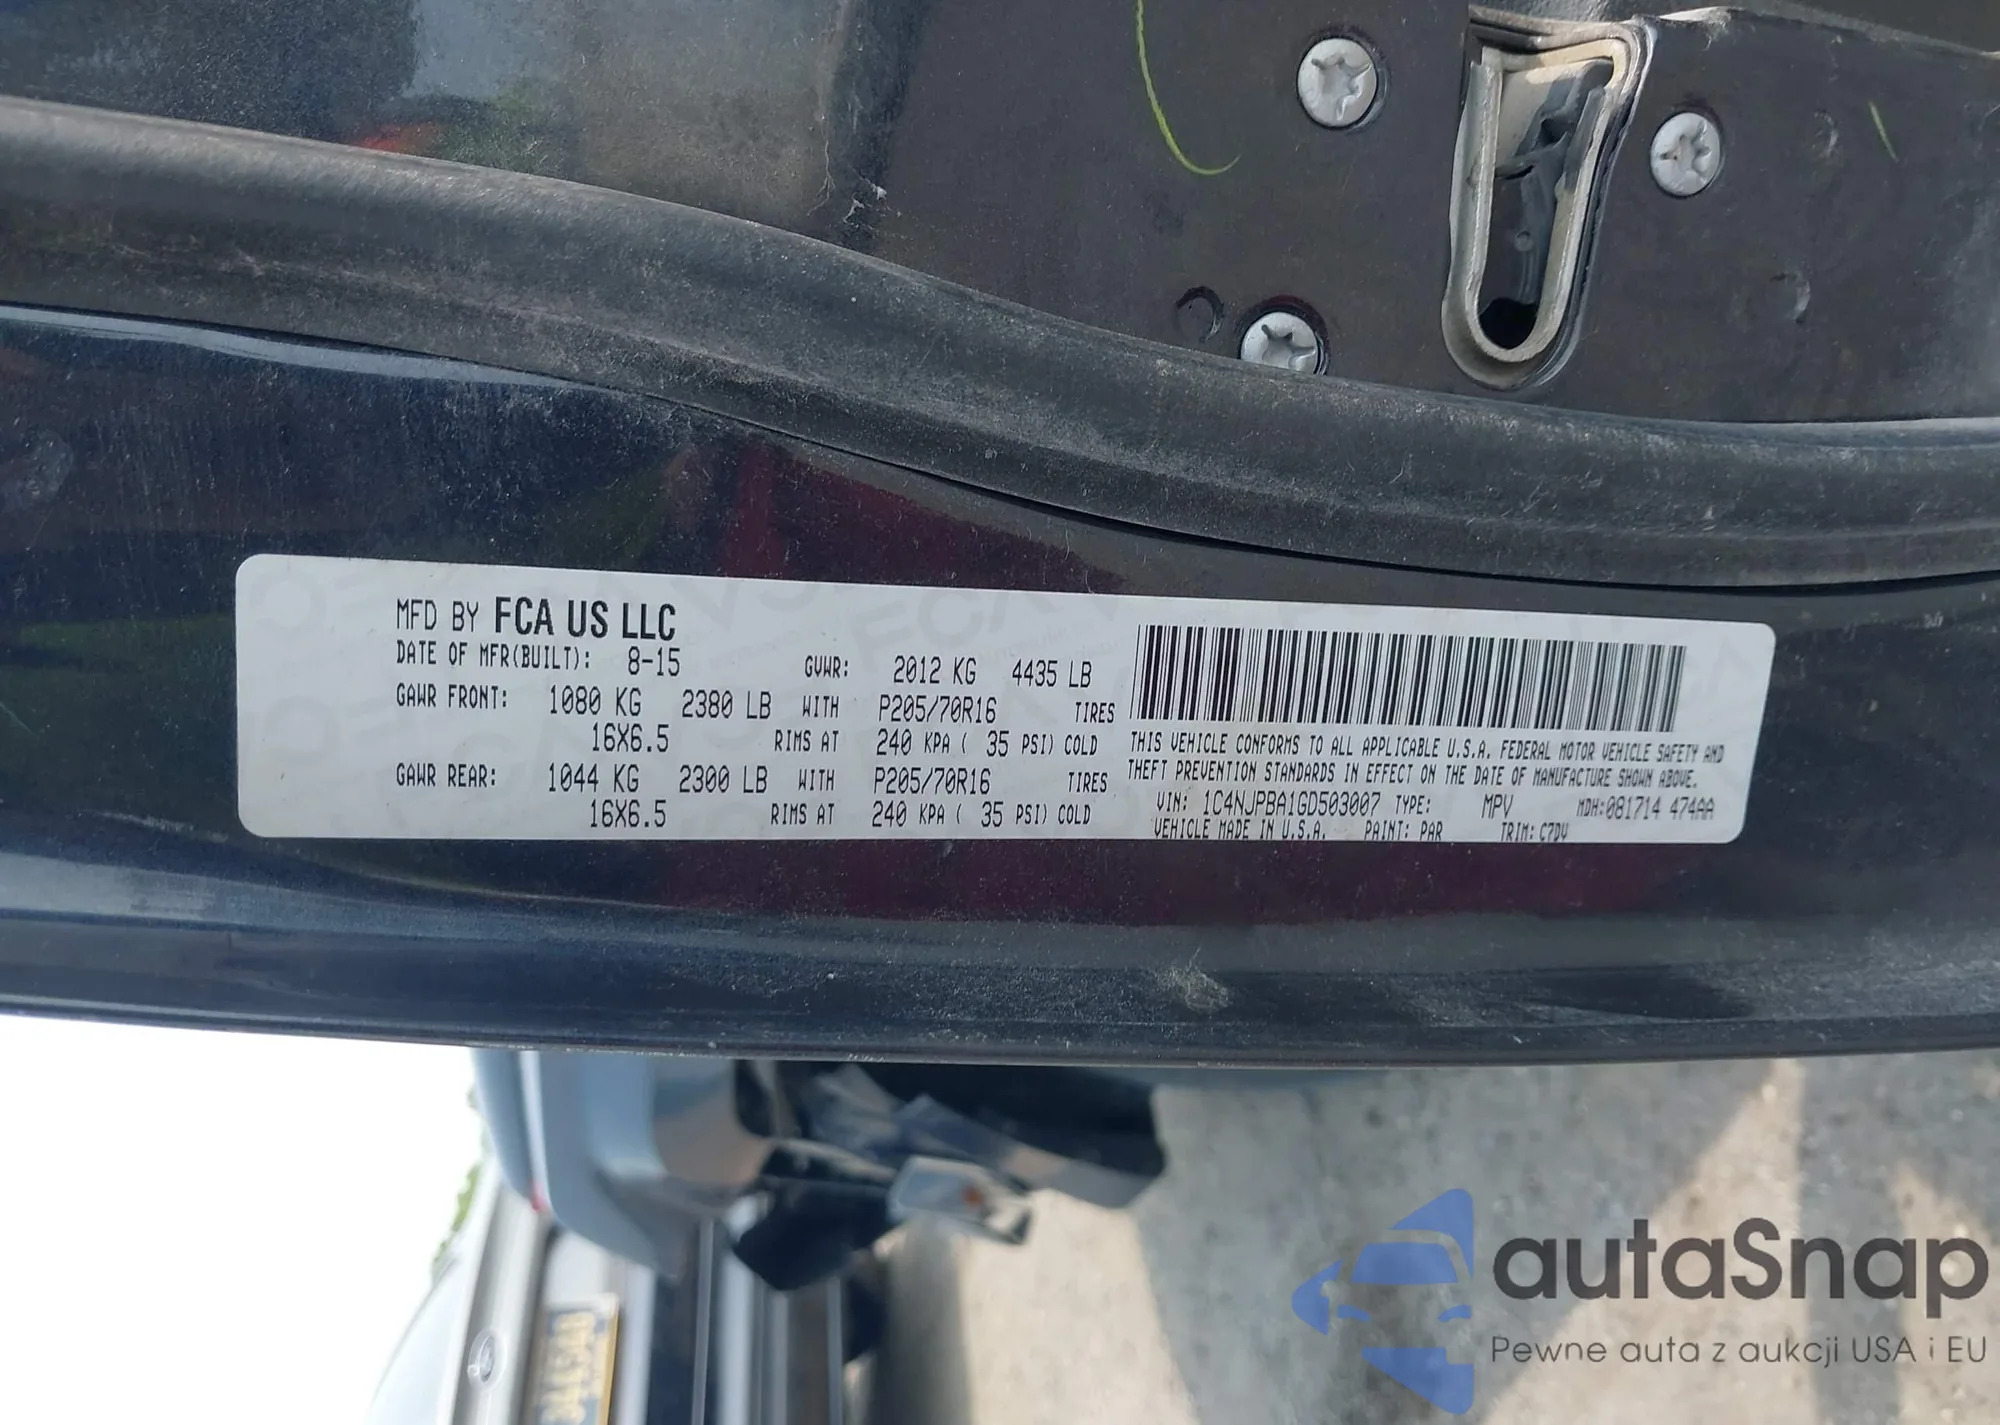 MFD BY FCA US LLC
DATE OF MFR(BUILT): 8-15 GVWR: 2012 KG 4435 LB
GAWR FRONT: 1080 KG 2380 LB WITH P205/70R16 TIRES
16X6.5 RIMS AT 240 KPA ( 35 PSI) COLD
GAWR REAR: 1044 KG 2300 LB WITH P205/70R16 TIRES
16X6.5 RIMS AT 240 KPA ( 35 PSI) COLD
THIS VEHICLE CONFORMS TO ALL APPLICABLE U.S.A. FEDERAL MOTOR VEHICLE SAFETY AND
THEFT PREVENTION STANDARDS IN EFFECT ON THE DATE OF MANUFACTURE SHOWN ABOVE.
VIN: 1C4NJPBA1GD503007 TYPE: MPV MDH:081714 474AA
VEHICLE MADE IN U.S.A. PAINT: PAR TRIM: C7DV
autaSnap
Pewne auta z aukcji USA i EU